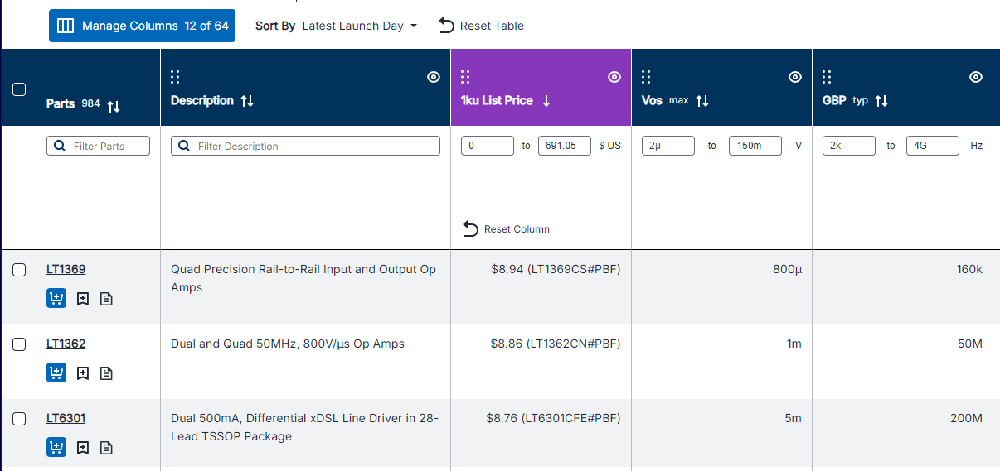 Manage Columns 12 of 64
Sort By Latest Launch Day
Reset Table
Parts 984
Description
1ku List Price
Vos max
GBP typ
Filter Parts
Filter Description
0 to 691.05 $ US
2µ to 150m V
2k to 4G Hz
Reset Column
LT1369
Quad Precision Rail-to-Rail Input and Output Op
Amps
$8.94 (LT1369CS#PBF)
800µ
160k
LT1362
Dual and Quad 50MHz, 800V/µs Op Amps
$8.86 (LT1362CN#PBF)
1m
50M
LT6301
Dual 500mA, Differential xDSL Line Driver in 28-
Lead TSSOP Package
$8.76 (LT6301CFE#PBF)
5m
200M